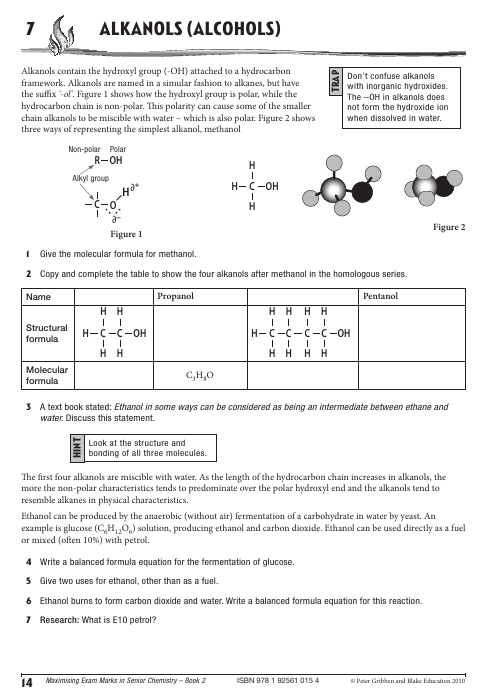 7 ALKANOLS (ALCOHOLS)
Alkanols contain the hydroxyl group (-OH) attached to a hydrocarbon
framework. Alkanols are named in a simular fashion to alkanes, but have
the suffix '-ol'. Figure 1 shows how the hydroxyl group is polar, while the
hydrocarbon chain is non-polar. This polarity can cause some of the smaller
chain alkanols to be miscible with water – which is also polar. Figure 2 shows
three ways of representing the simplest alkanol, methanol
TRAP
Don't confuse alkanols
with inorganic hydroxides.
The –OH in alkanols does
not form the hydroxide ion
when dissolved in water.
Non-polar Polar
R—OH
Alkyl group
H ∂+
—C—O
∂–
Figure 1
H
H—C—OH
H
Figure 2
1 Give the molecular formula for methanol.
2 Copy and complete the table to show the four alkanols after methanol in the homologous series.
Name Propanol Pentanol
Structural
formula
H H
H—C—C—OH
H H
H H H H
H—C—C—C—C—OH
H H H H
Molecular
formula
C3H8O
3 A text book stated: Ethanol in some ways can be considered as being an intermediate between ethane and
water. Discuss this statement.
HINT
Look at the structure and
bonding of all three molecules.
The first four alkanols are miscible with water. As the length of the hydrocarbon chain increases in alkanols, the
more the non-polar characteristics tends to predominate over the polar hydroxyl end and the alkanols tend to
resemble alkanes in physical characteristics.
Ethanol can be produced by the anaerobic (without air) fermentation of a carbohydrate in water by yeast. An
example is glucose (C6H12O6) solution, producing ethanol and carbon dioxide. Ethanol can be used directly as a fuel
or mixed (often 10%) with petrol.
4 Write a balanced formula equation for the fermentation of glucose.
5 Give two uses for ethanol, other than as a fuel.
6 Ethanol burns to form carbon dioxide and water. Write a balanced formula equation for this reaction.
7 Research: What is E10 petrol?
14 Maximising Exam Marks in Senior Chemistry – Book 2 ISBN 978 1 92561 015 4 © Peter Gribben and Blake Education 2010